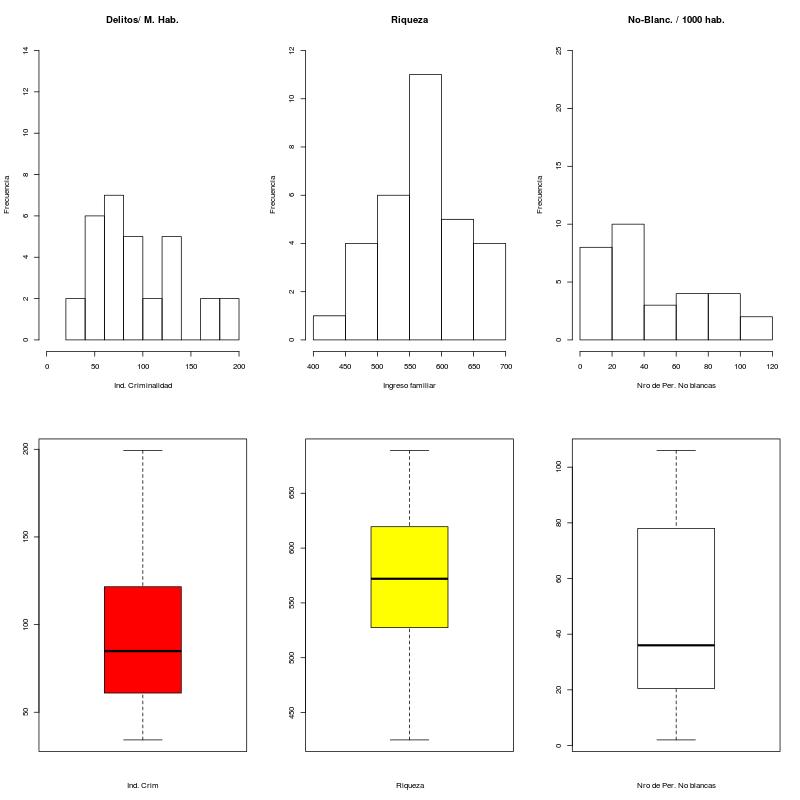 Delitos/ M. Hab.
Riqueza
No-Blanc. / 1000 hab.
Frecuencia
0 2 4 6 8 10 12 14
0 50 100 150 200
Ind. Criminalidad
Frecuencia
0 2 4 6 8 10 12
400 450 500 550 600 650 700
Ingreso familiar
Frecuencia
0 5 10 15 20 25
0 20 40 60 80 100 120
Nro de Per. No blancas
50 100 150 200
Ind. Crim
450 500 550 600 650
Riqueza
0 20 40 60 80 100
Nro de Per. No blancas